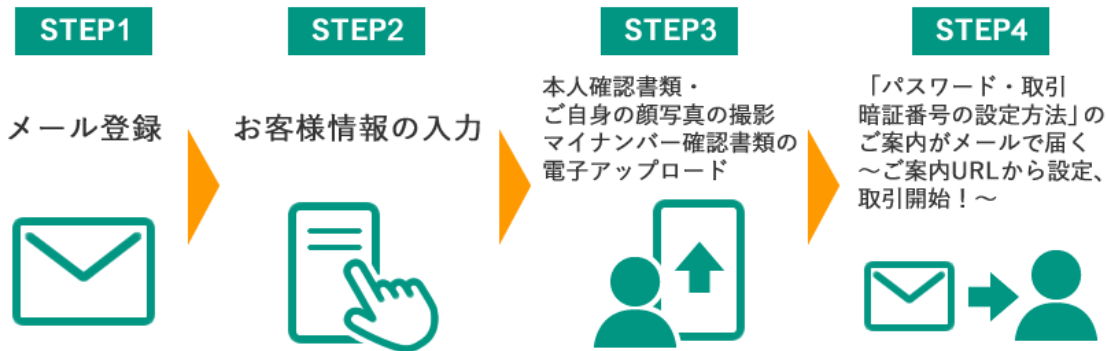 STEP1
メール登録
STEP2
お客様情報の入力
STEP3
本人確認書類・
ご自身の顔写真の撮影
マイナンバー確認書類の
電子アップロード
STEP4
「パスワード・取引
暗証番号の設定方法」の
ご案内がメールで届く
～ご案内URLから設定、
取引開始！～